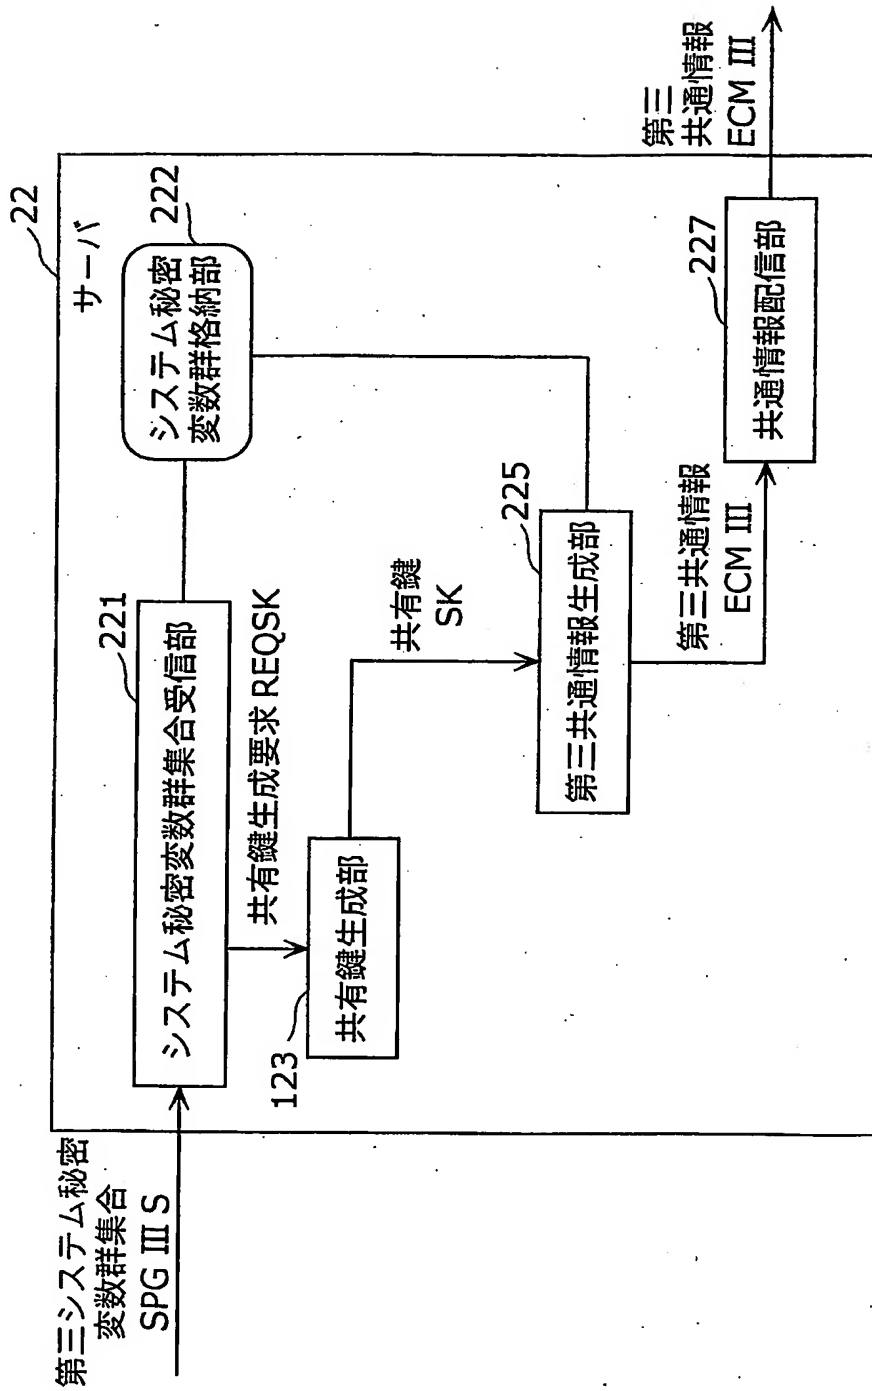 22
サーバ
第三システム秘密
変数群集合
SPG III S
221
システム秘密変数群集合受信部
222
システム秘密
変数群格納部
共有鍵生成要求 REQSK
123
共有鍵生成部
共有鍵
SK
225
第三共通情報生成部
第三共通情報
ECM III
227
共通情報配信部
第三
共通情報
ECM III